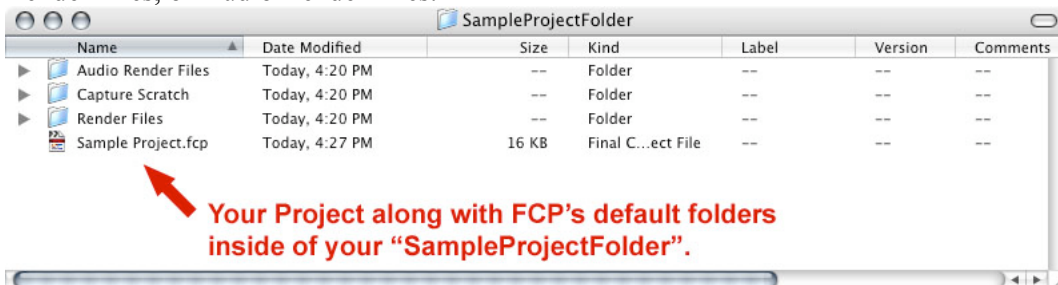 SampleProjectFolder
Name Date Modified Size Kind Label Version Comments
Audio Render Files Today, 4:20 PM -- Folder -- -- --
Capture Scratch Today, 4:20 PM -- Folder -- -- --
Render Files Today, 4:20 PM -- Folder -- -- --
Sample Project.fcp Today, 4:27 PM 16 KB Final C...ect File -- -- --
Your Project along with FCP's default folders
inside of your “SampleProjectFolder”.